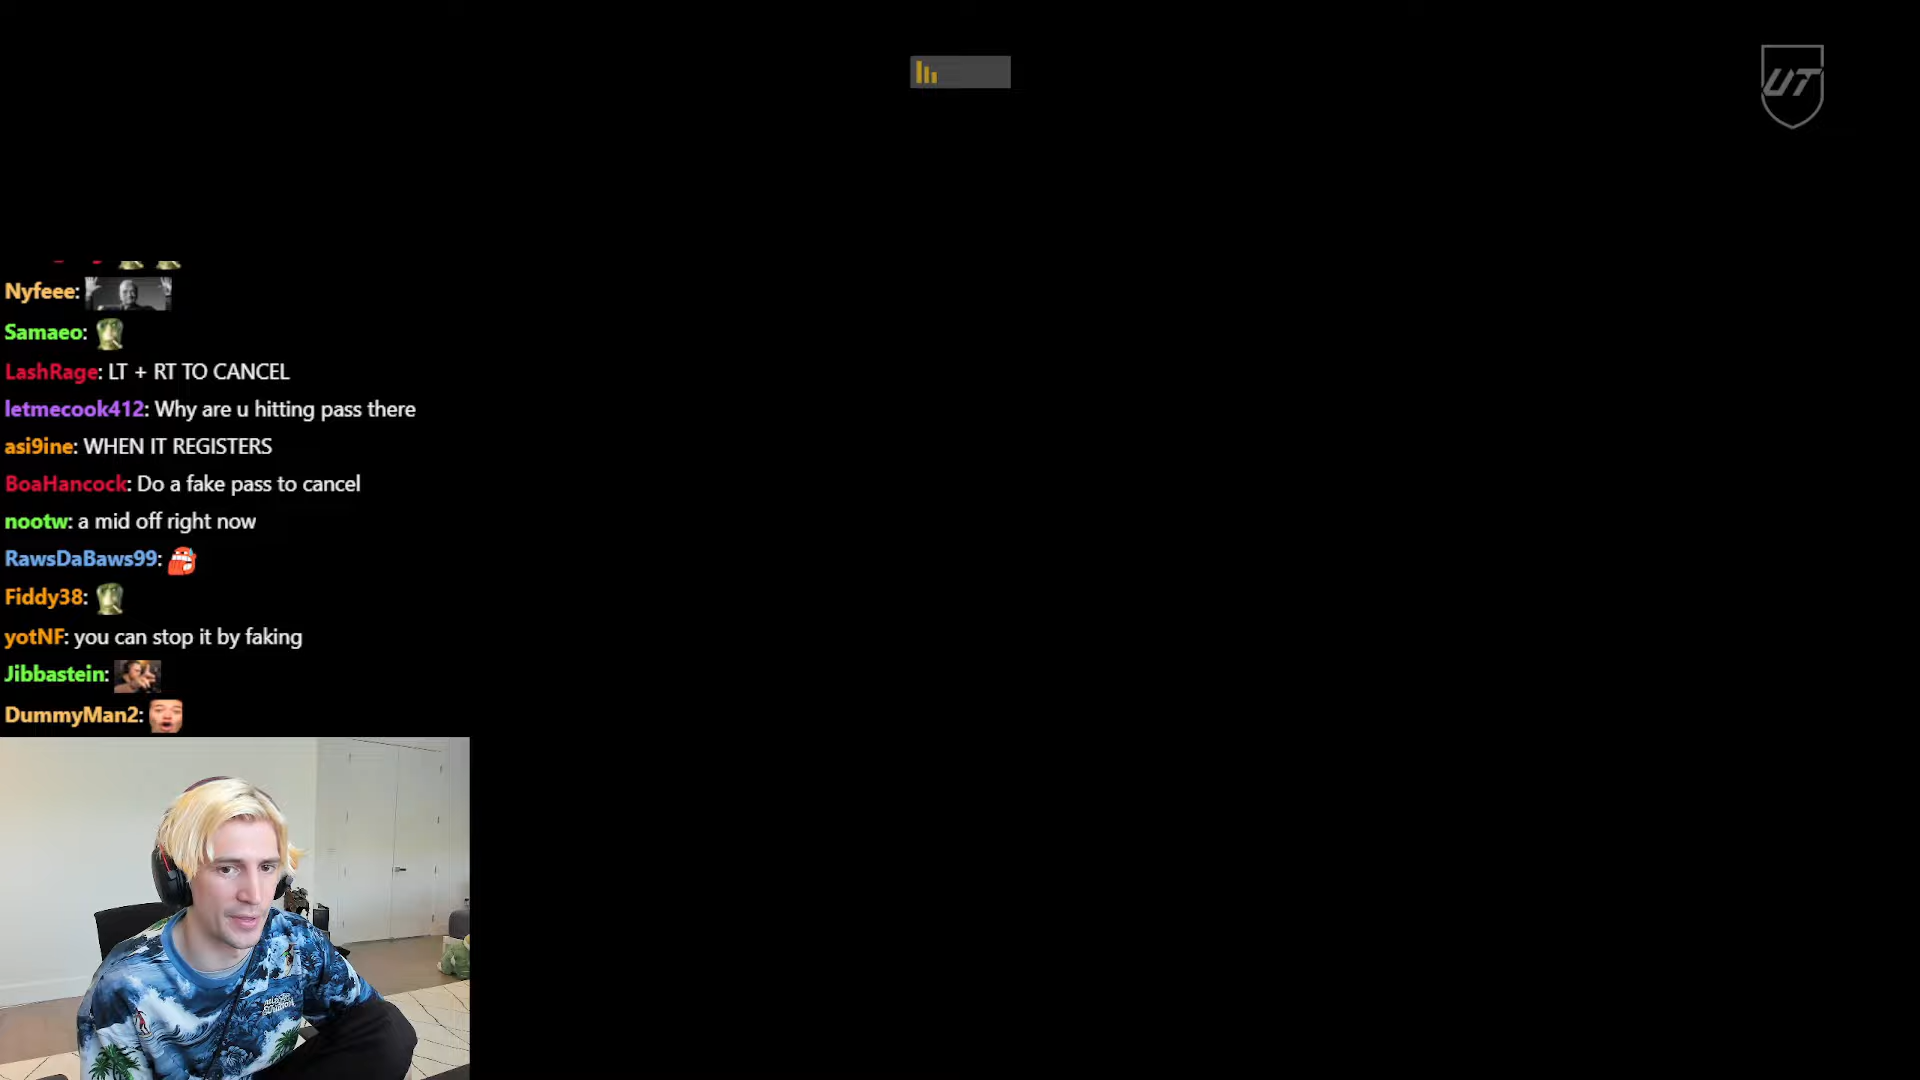 UT
Nyfeee:
Samaeo:
LashRage: LT + RT TO CANCEL
letmecook412: Why are u hitting pass there
asi9ine: WHEN IT REGISTERS
BoaHancock: Do a fake pass to cancel
nootw: a mid off right now
RawsDaBaws99:
Fiddy38:
yotNF: you can stop it by faking
Jibbastein:
DummyMan2: